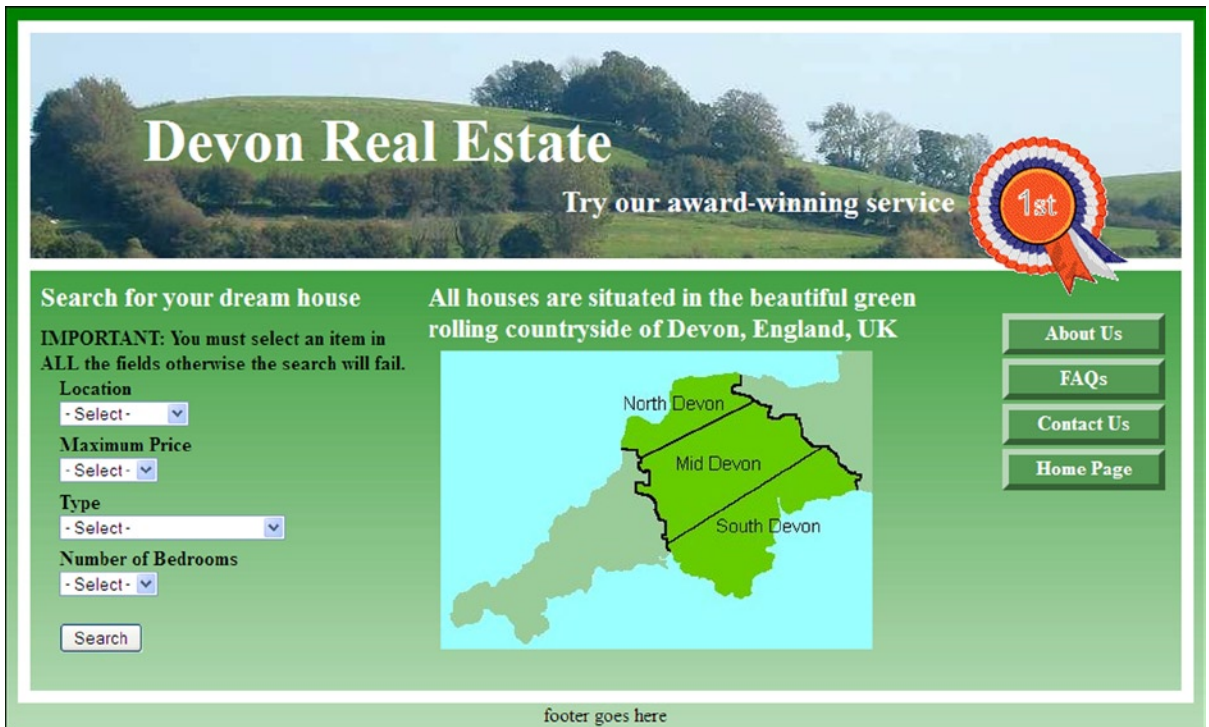 Devon Real Estate
Try our award-winning service
1st
Search for your dream house
IMPORTANT: You must select an item in
ALL the fields otherwise the search will fail.
Location
- Select -
Maximum Price
- Select -
Type
- Select -
Number of Bedrooms
- Select -
Search
All houses are situated in the beautiful green
rolling countryside of Devon, England, UK
North Devon
Mid Devon
South Devon
About Us
FAQs
Contact Us
Home Page
footer goes here